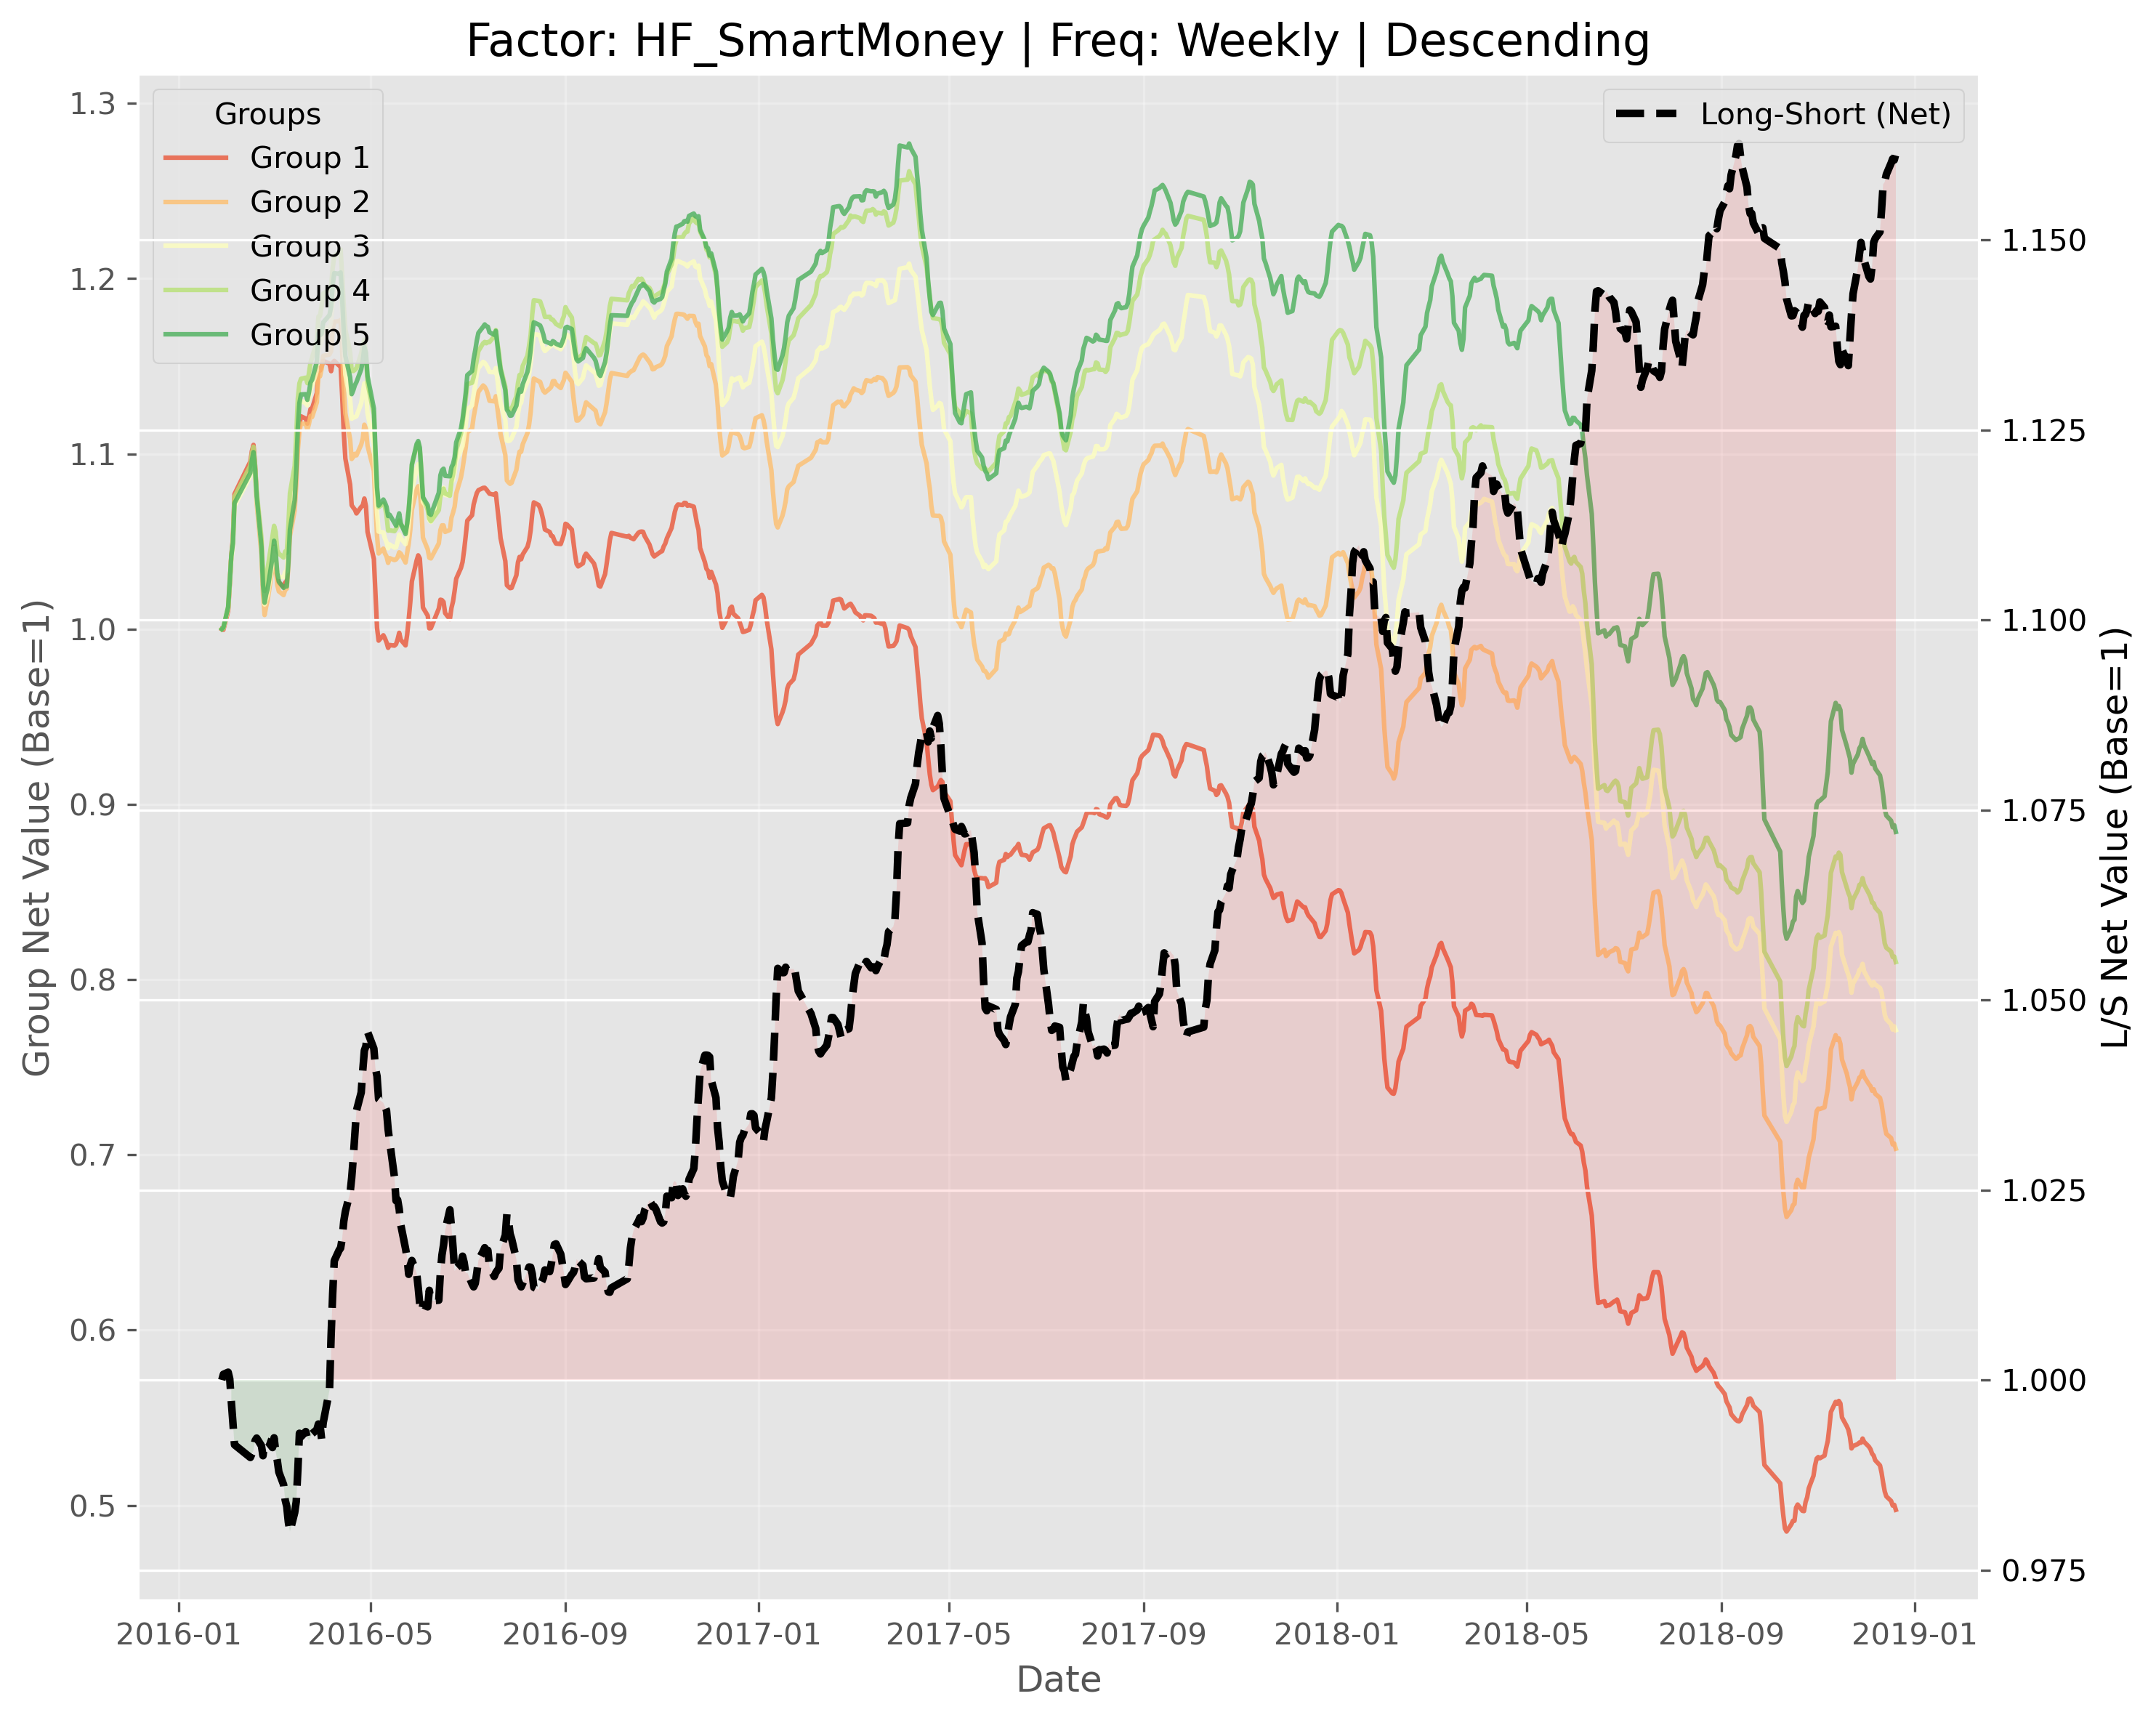 Factor: HF_SmartMoney | Freq: Weekly | Descending
Groups
Group 1
Group 2
Group 3
Group 4
Group 5
Long-Short (Net)
Group Net Value (Base=1)
1.3
1.2
1.1
1.0
0.9
0.8
0.7
0.6
0.5
L/S Net Value (Base=1)
1.150
1.125
1.100
1.075
1.050
1.025
1.000
0.975
2016-01
2016-05
2016-09
2017-01
2017-05
2017-09
2018-01
2018-05
2018-09
2019-01
Date